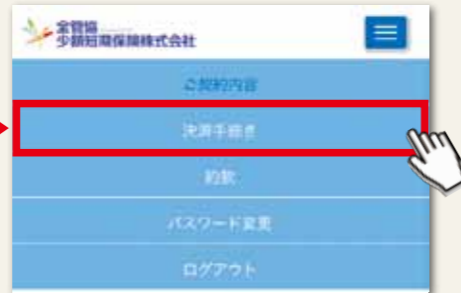 全管協
少額短期保険株式会社
ご契約内容
決済手続き
約款
パスワード変更
ログアウト